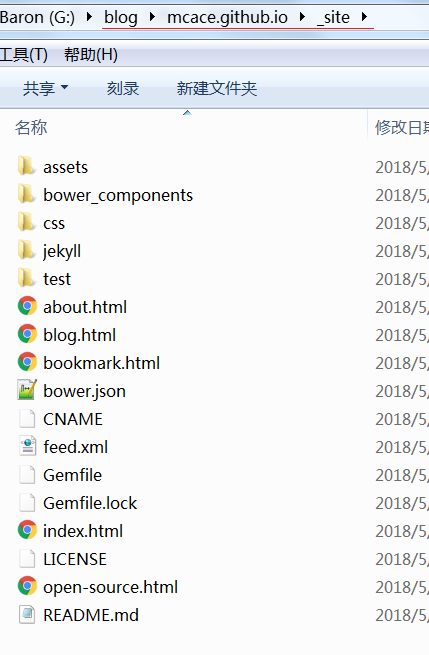 Baron (G:) blog mcace.github.io _site
工具(T) 帮助(H)
共享 刻录 新建文件夹
名称 修改日
assets 2018/5/
bower_components 2018/5/
css 2018/5/
jekyll 2018/5/
test 2018/5/
about.html 2018/5/
blog.html 2018/5/
bookmark.html 2018/5/
bower.json 2018/5/
CNAME 2018/5/
feed.xml 2018/5/
Gemfile 2018/5/
Gemfile.lock 2018/5/
index.html 2018/5/
LICENSE 2018/5/
open-source.html 2018/5/
README.md 2018/5/